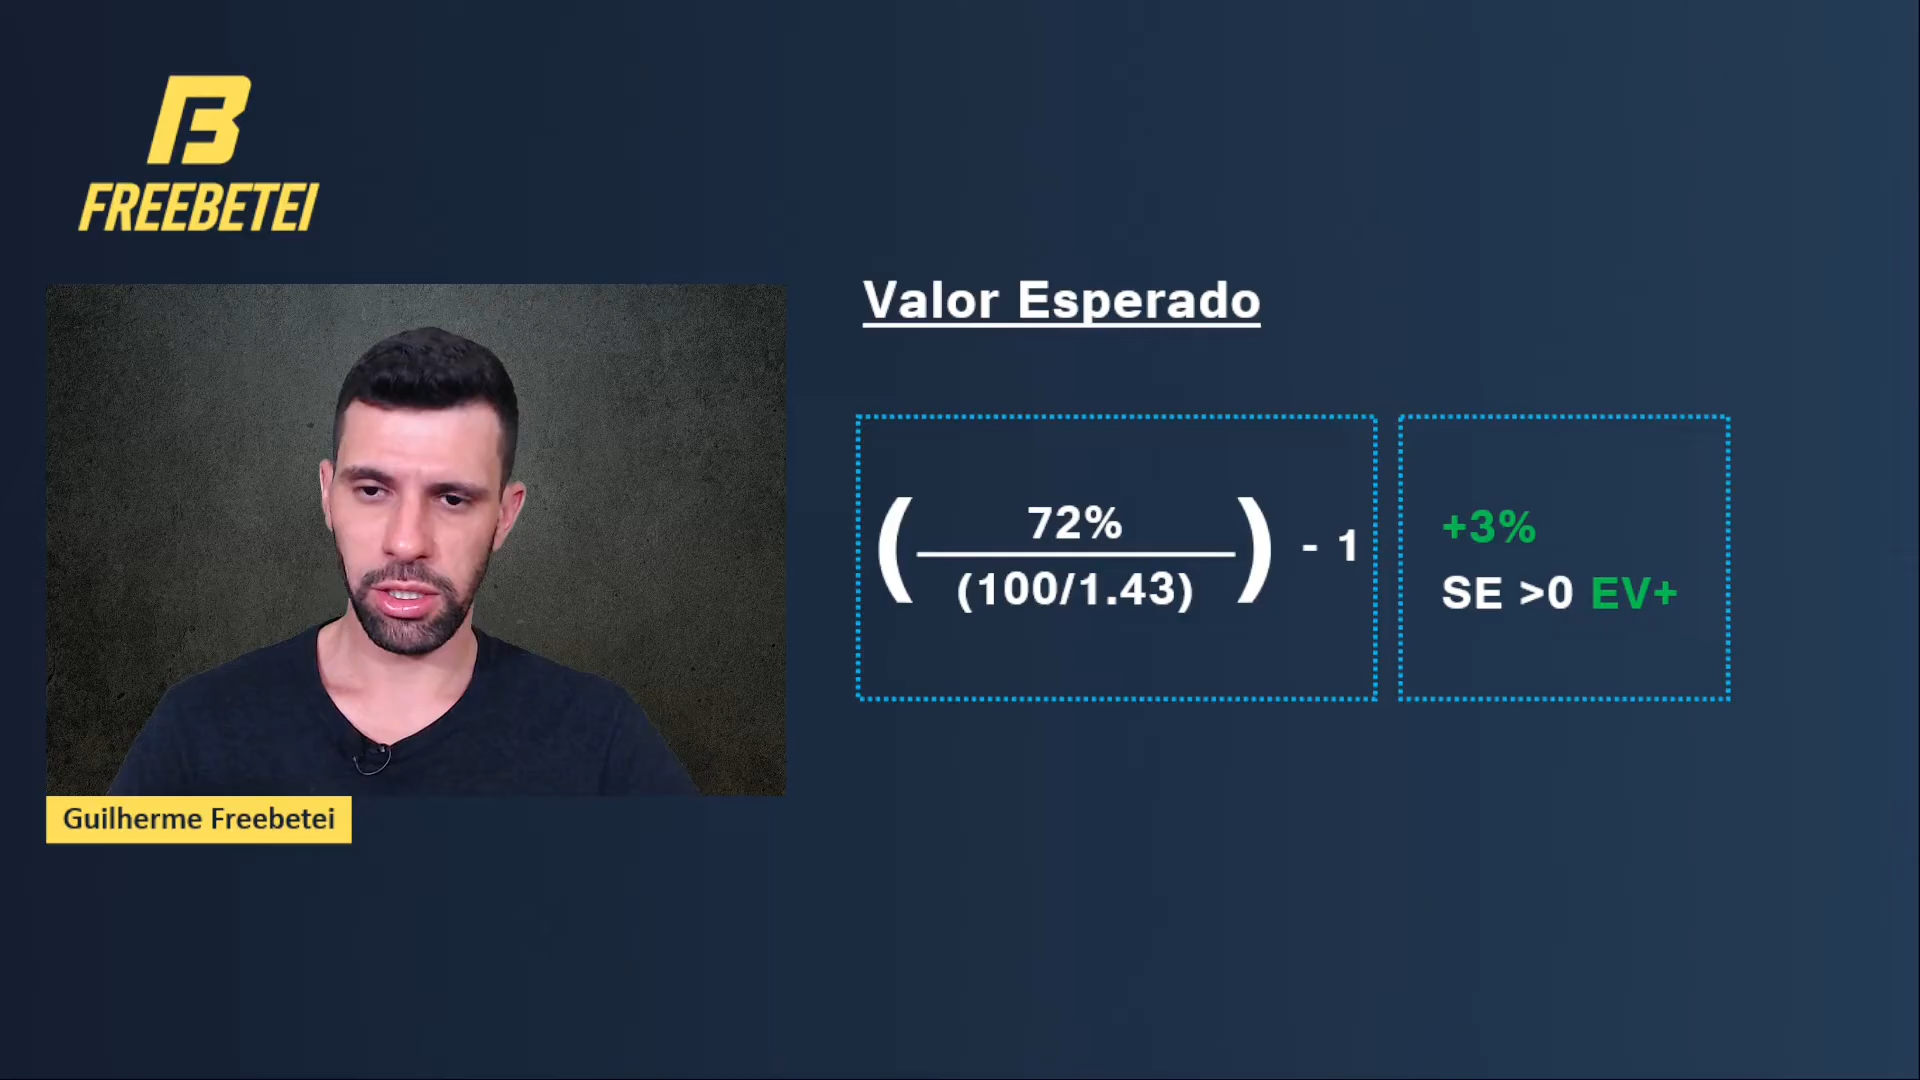 FREEBETEI
Valor Esperado
( 72% / (100/1.43) ) - 1
+3%
SE >0 EV+
Guilherme Freebetei